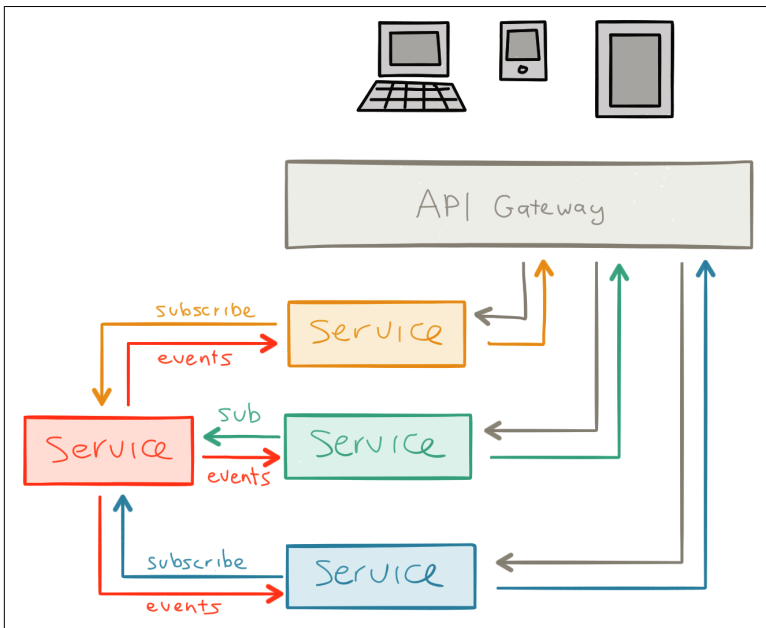 API Gateway
subscribe
Service
events
sub
Service
Service
events
subscribe
Service
events